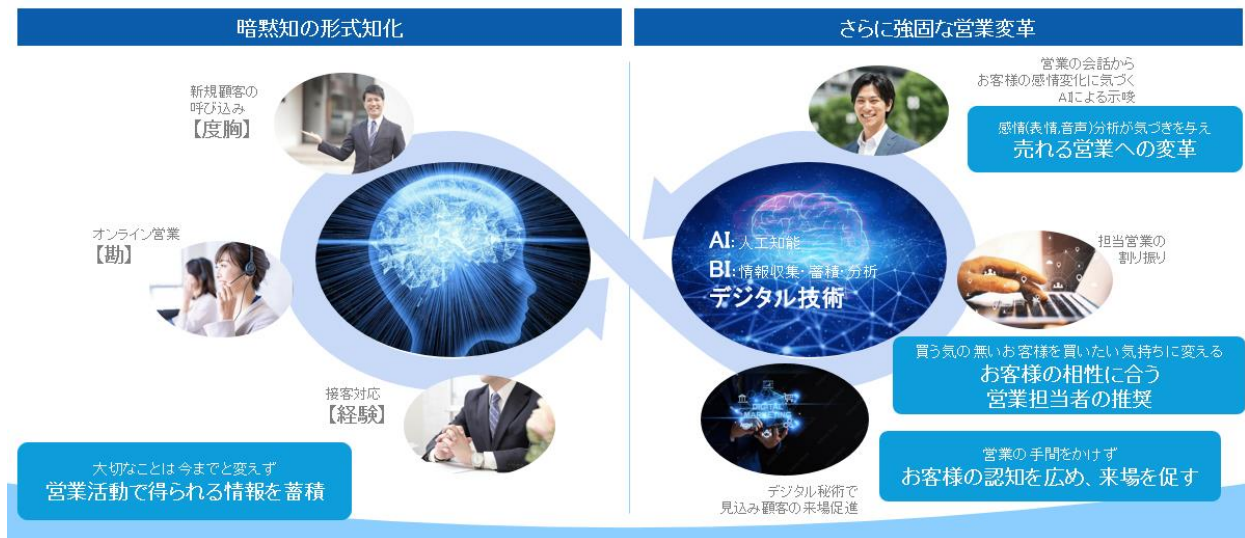 暗黙知の形式知化
新規顧客の
呼び込み
【度胸】
オンライン営業
【勘】
接客対応
【経験】
大切なことは今までと変えず
営業活動で得られる情報を蓄積
さらに強固な営業変革
営業の会話から
お客様の感情変化に気づく
AIによる示唆
感情(表情,音声)分析が気づきを与え
売れる営業への変革
AI:人工知能
BI:情報収集・蓄積・分析
デジタル技術
担当営業の
割り振り
買う気の無いお客様を買いたい気持ちに変える
お客様の相性に合う
営業担当者の推奨
DIGITAL
MARKETING
デジタル秘術で
見込み顧客の来場促進
営業の手間をかけず
お客様の認知を広め、来場を促す